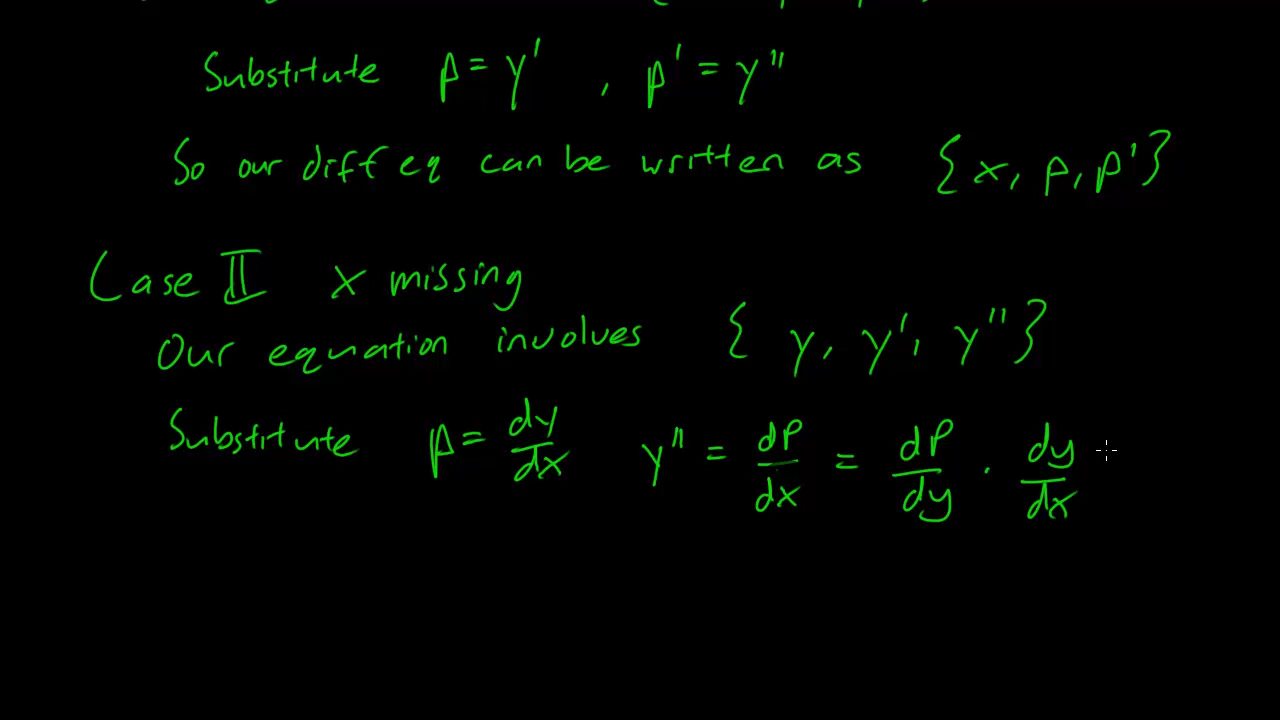 Substitute p = y' , p' = y''
So our diff eq can be written as {x, p, p'}
Case II x missing
Our equation involves { y, y', y'' }
Substitute p = dy/dx y'' = dp/dx = dp/dy · dy/dx